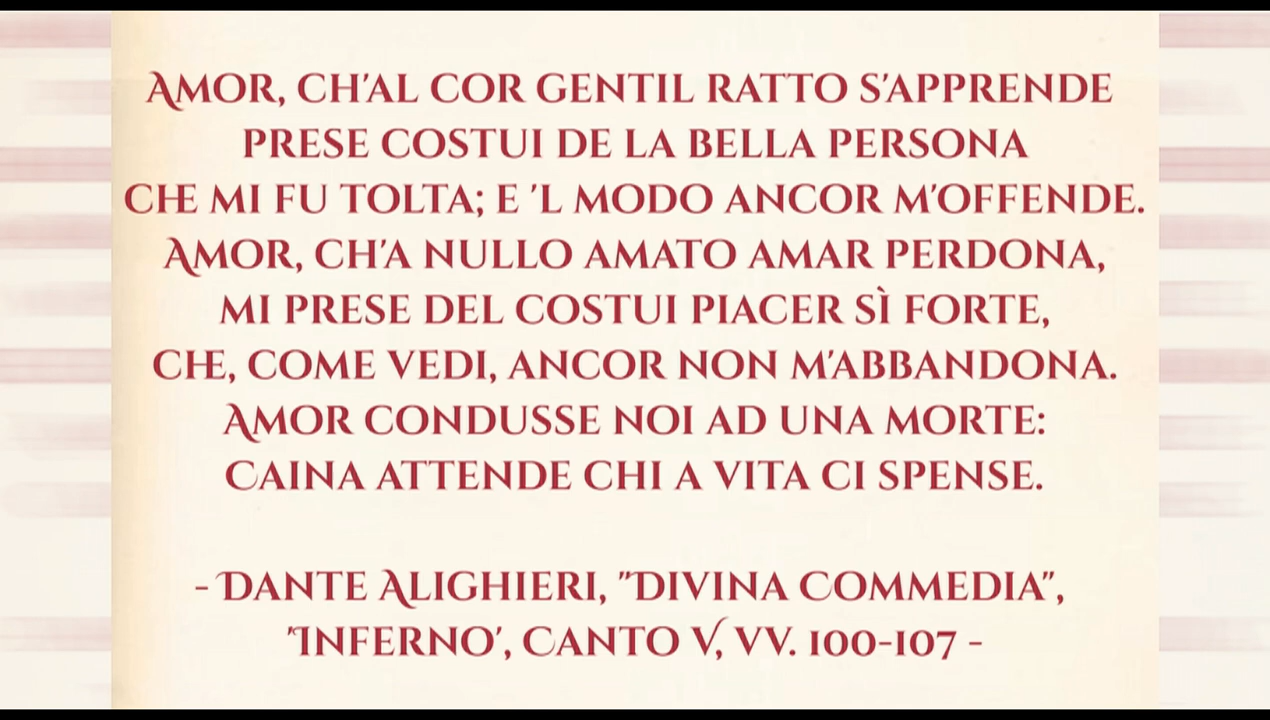 Amor, ch'al cor gentil ratto s'apprende
prese costui de la bella persona
che mi fu tolta; e 'l modo ancor m'offende.
Amor, ch'a nullo amato amar perdona,
mi prese del costui piacer sì forte,
che, come vedi, ancor non m'abbandona.
Amor condusse noi ad una morte:
Caina attende chi a vita ci spense.
- Dante Alighieri, "Divina Commedia",
'Inferno', Canto V, vv. 100-107 -